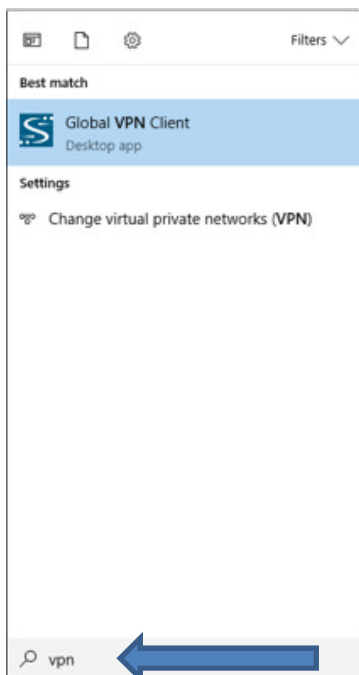 Filters
Best match
Global VPN Client
Desktop app
Settings
Change virtual private networks (VPN)
vpn